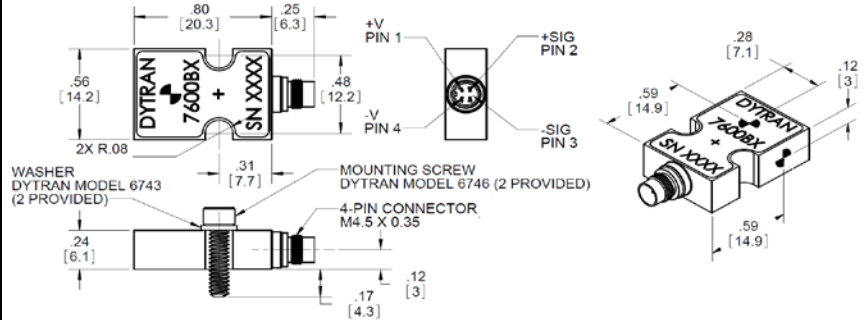 .80
[20.3]
.25
[6.3]
.56
[14.2]
DYTRAN
7600BX
+
SN XXXX
.48
[12.2]
2X R.08
.31
[7.7]
+V
PIN 1
+SIG
PIN 2
-V
PIN 4
-SIG
PIN 3
.28
[7.1]
.12
[3]
.59
[14.9]
DYTRAN
7600BX
+
SN XXXX
.59
[14.9]
WASHER
DYTRAN MODEL 6743
(2 PROVIDED)
MOUNTING SCREW
DYTRAN MODEL 6746 (2 PROVIDED)
4-PIN CONNECTOR
M4.5 X 0.35
.24
[6.1]
.12
[3]
.17
[4.3]